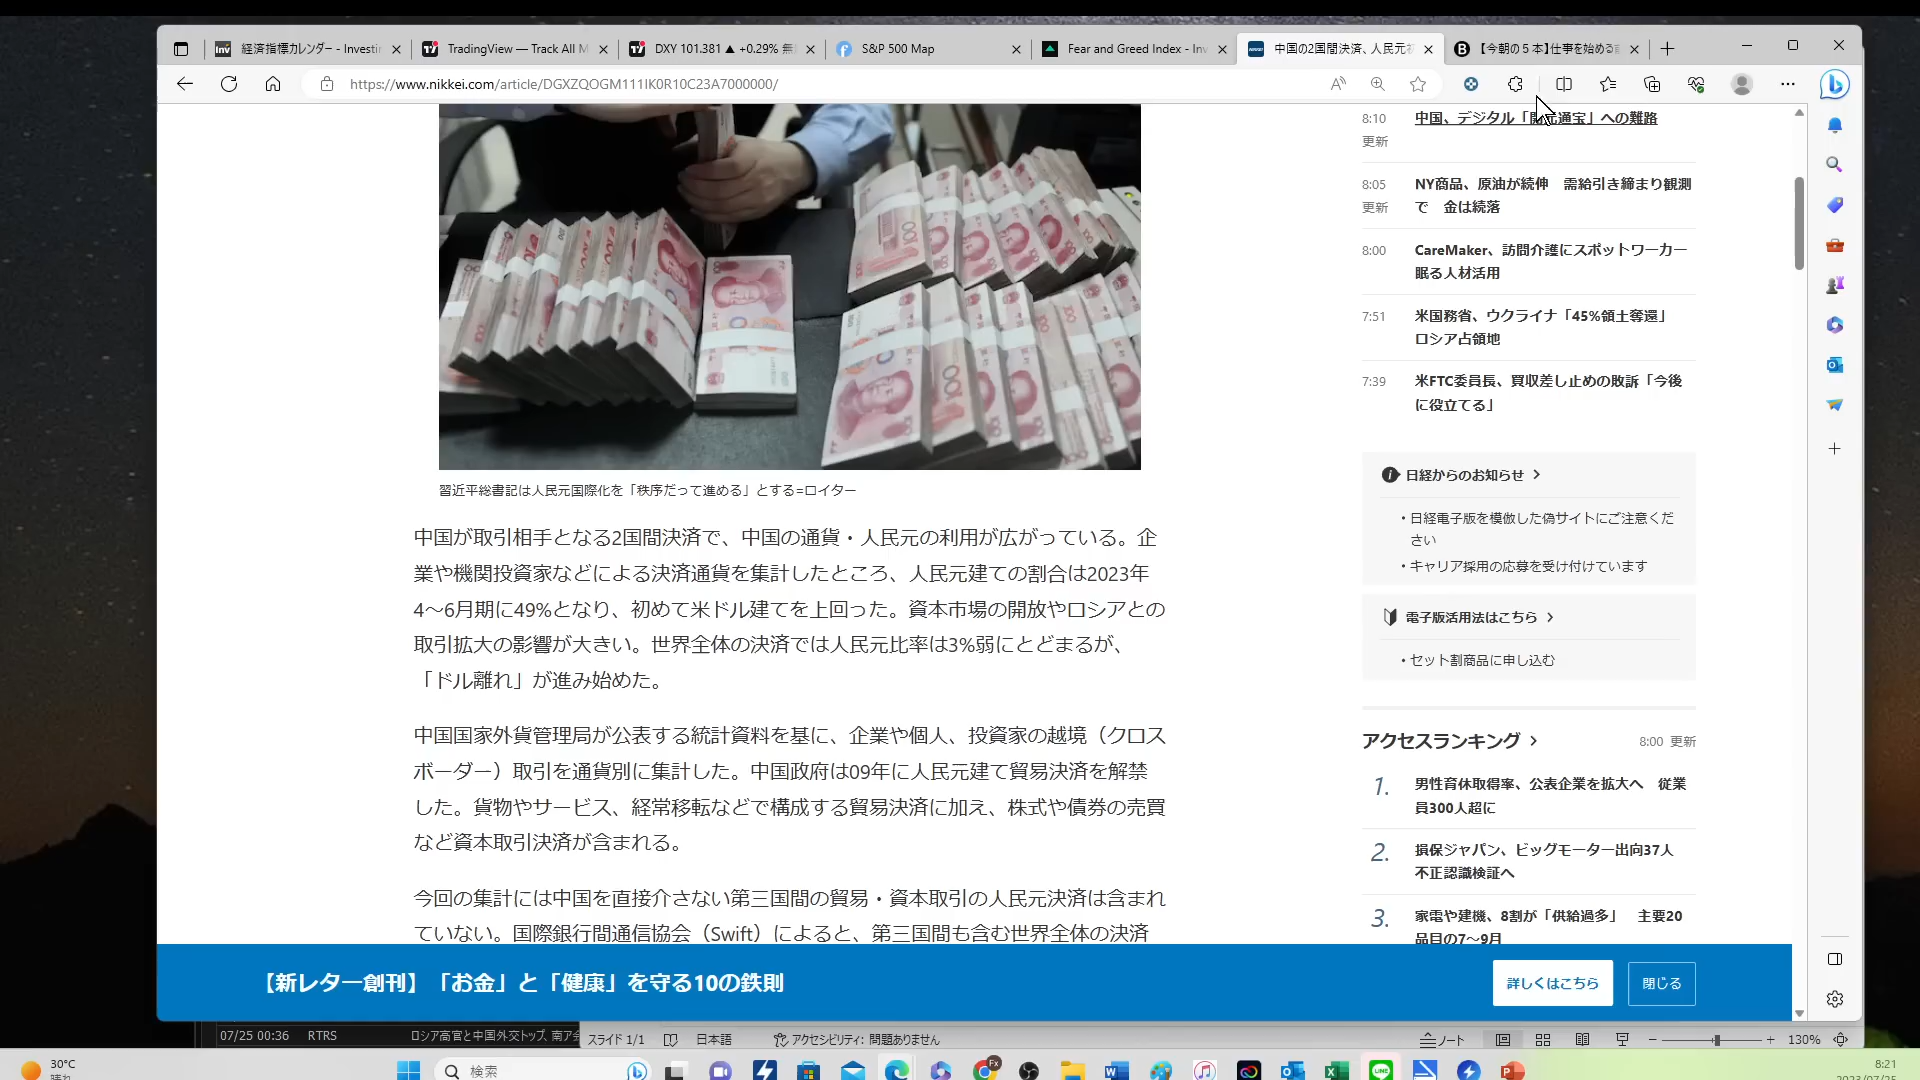 経済指標カレンダー - Investin
TradingView — Track All M
DXY 101.381 ▲ +0.29% 無
S&P 500 Map
Fear and Greed Index - Inv
中国の2国間決済、人民元
【今朝の５本】仕事を始める
https://www.nikkei.com/article/DGXZQOGM111IK0R10C23A7000000/
習近平総書記は人民元国際化を「秩序だって進める」とする=ロイター
中国が取引相手となる2国間決済で、中国の通貨・人民元の利用が広がっている。企
業や機関投資家などによる決済通貨を集計したところ、人民元建ての割合は2023年
4～6月期に49%となり、初めて米ドル建てを上回った。資本市場の開放やロシアとの
取引拡大の影響が大きい。世界全体の決済では人民元比率は3%弱にとどまるが、
「ドル離れ」が進み始めた。
中国国家外貨管理局が公表する統計資料を基に、企業や個人、投資家の越境（クロス
ボーダー）取引を通貨別に集計した。中国政府は09年に人民元建て貿易決済を解禁
した。貨物やサービス、経常移転などで構成する貿易決済に加え、株式や債券の売買
など資本取引決済が含まれる。
今回の集計には中国を直接介さない第三国間の貿易・資本取引の人民元決済は含まれ
ていない。国際銀行間通信協会（Swift）によると、第三国間も含む世界全体の決済
8:10
更新
中国、デジタル「開元通宝」への難路
8:05
更新
NY商品、原油が続伸　需給引き締まり観測
で　金は続落
8:00
CareMaker、訪問介護にスポットワーカー
眠る人材活用
7:51
米国務省、ウクライナ「45%領土奪還」
ロシア占領地
7:39
米FTC委員長、買収差し止めの敗訴「今後
に役立てる」
日経からのお知らせ
・日経電子版を模倣した偽サイトにご注意くだ
さい
・キャリア採用の応募を受け付けています
電子版活用法はこちら
・セット割商品に申し込む
アクセスランキング
8:00 更新
1. 男性育休取得率、公表企業を拡大へ　従業
員300人超に
2. 損保ジャパン、ビッグモーター出向37人
不正認識検証へ
3. 家電や建機、8割が「供給過多」　主要20
品目の7～9月
【新レター創刊】「お金」と「健康」を守る10の鉄則
詳しくはこちら
閉じる
07/25 00:36 RTRS ロシア高官と中国外交トップ、南ア会
スライド 1/1
日本語
アクセシビリティ: 問題ありません
ノート
130%
30°C
晴れ
検索
8:21
2023/07/25